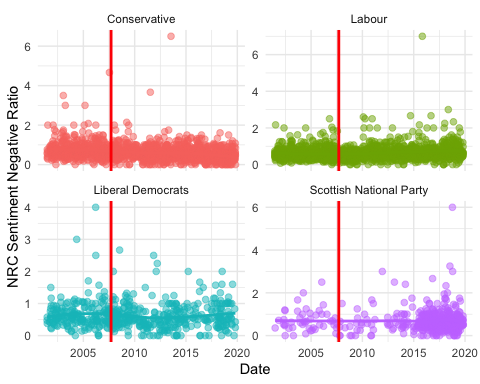 Conservative
Labour
6
4
2
0
6
4
2
0
Liberal Democrats
Scottish National Party
4
3
2
1
0
6
4
2
0
2005 2010 2015 2020
2005 2010 2015 2020
Date
NRC Sentiment Negative Ratio